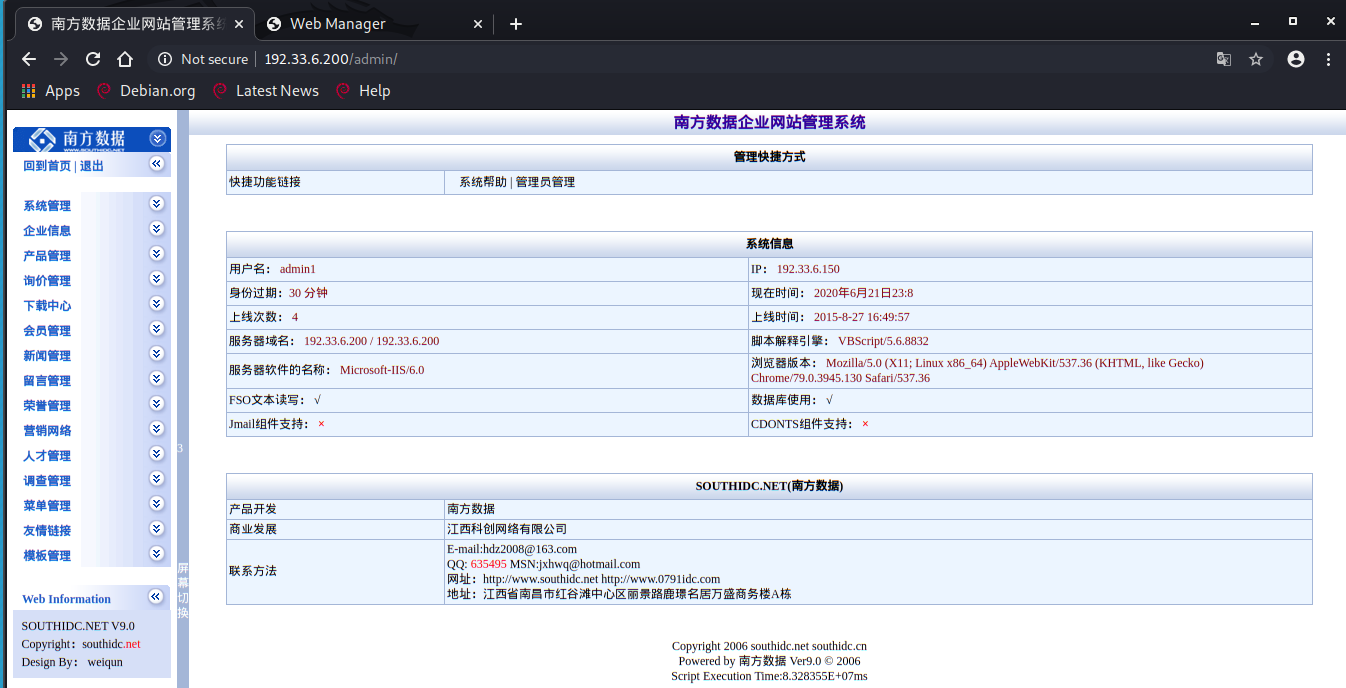 南方数据企业网站管理系统
Web Manager
Not secure
192.33.6.200/admin/
Apps
Debian.org
Latest News
Help
南方数据
WWW.SOUTHIDC.NET
回到首页 | 退出
系统管理
企业信息
产品管理
询价管理
下载中心
会员管理
新闻管理
留言管理
荣誉管理
营销网络
人才管理
调查管理
菜单管理
友情链接
模板管理
Web Information
SOUTHIDC.NET V9.0
Copyright：southidc.net
Design By： weiqun
3
屏幕切换
南方数据企业网站管理系统
管理快捷方式
快捷功能链接 系统帮助 | 管理员管理
系统信息
用户名： admin1 IP： 192.33.6.150
身份过期：30 分钟 现在时间： 2020年6月21日23:8
上线次数： 4 上线时间： 2015-8-27 16:49:57
服务器域名： 192.33.6.200 / 192.33.6.200 脚本解释引擎： VBScript/5.6.8832
服务器软件的名称： Microsoft-IIS/6.0 浏览器版本： Mozilla/5.0 (X11; Linux x86_64) AppleWebKit/537.36 (KHTML, like Gecko)
Chrome/79.0.3945.130 Safari/537.36
FSO文本读写： √ 数据库使用： √
Jmail组件支持： × CDONTS组件支持： ×
SOUTHIDC.NET(南方数据)
产品开发 南方数据
商业发展 江西科创网络有限公司
联系方法
E-mail:hdz2008@163.com
QQ: 635495 MSN:jxhwq@hotmail.com
网址：http://www.southidc.net http://www.0791idc.com
地址：江西省南昌市红谷滩中心区丽景路鹿璟名居万盛商务楼A栋
Copyright 2006 southidc.net southidc.cn
Powered by 南方数据 Ver9.0 © 2006
Script Execution Time:8.328355E+07ms